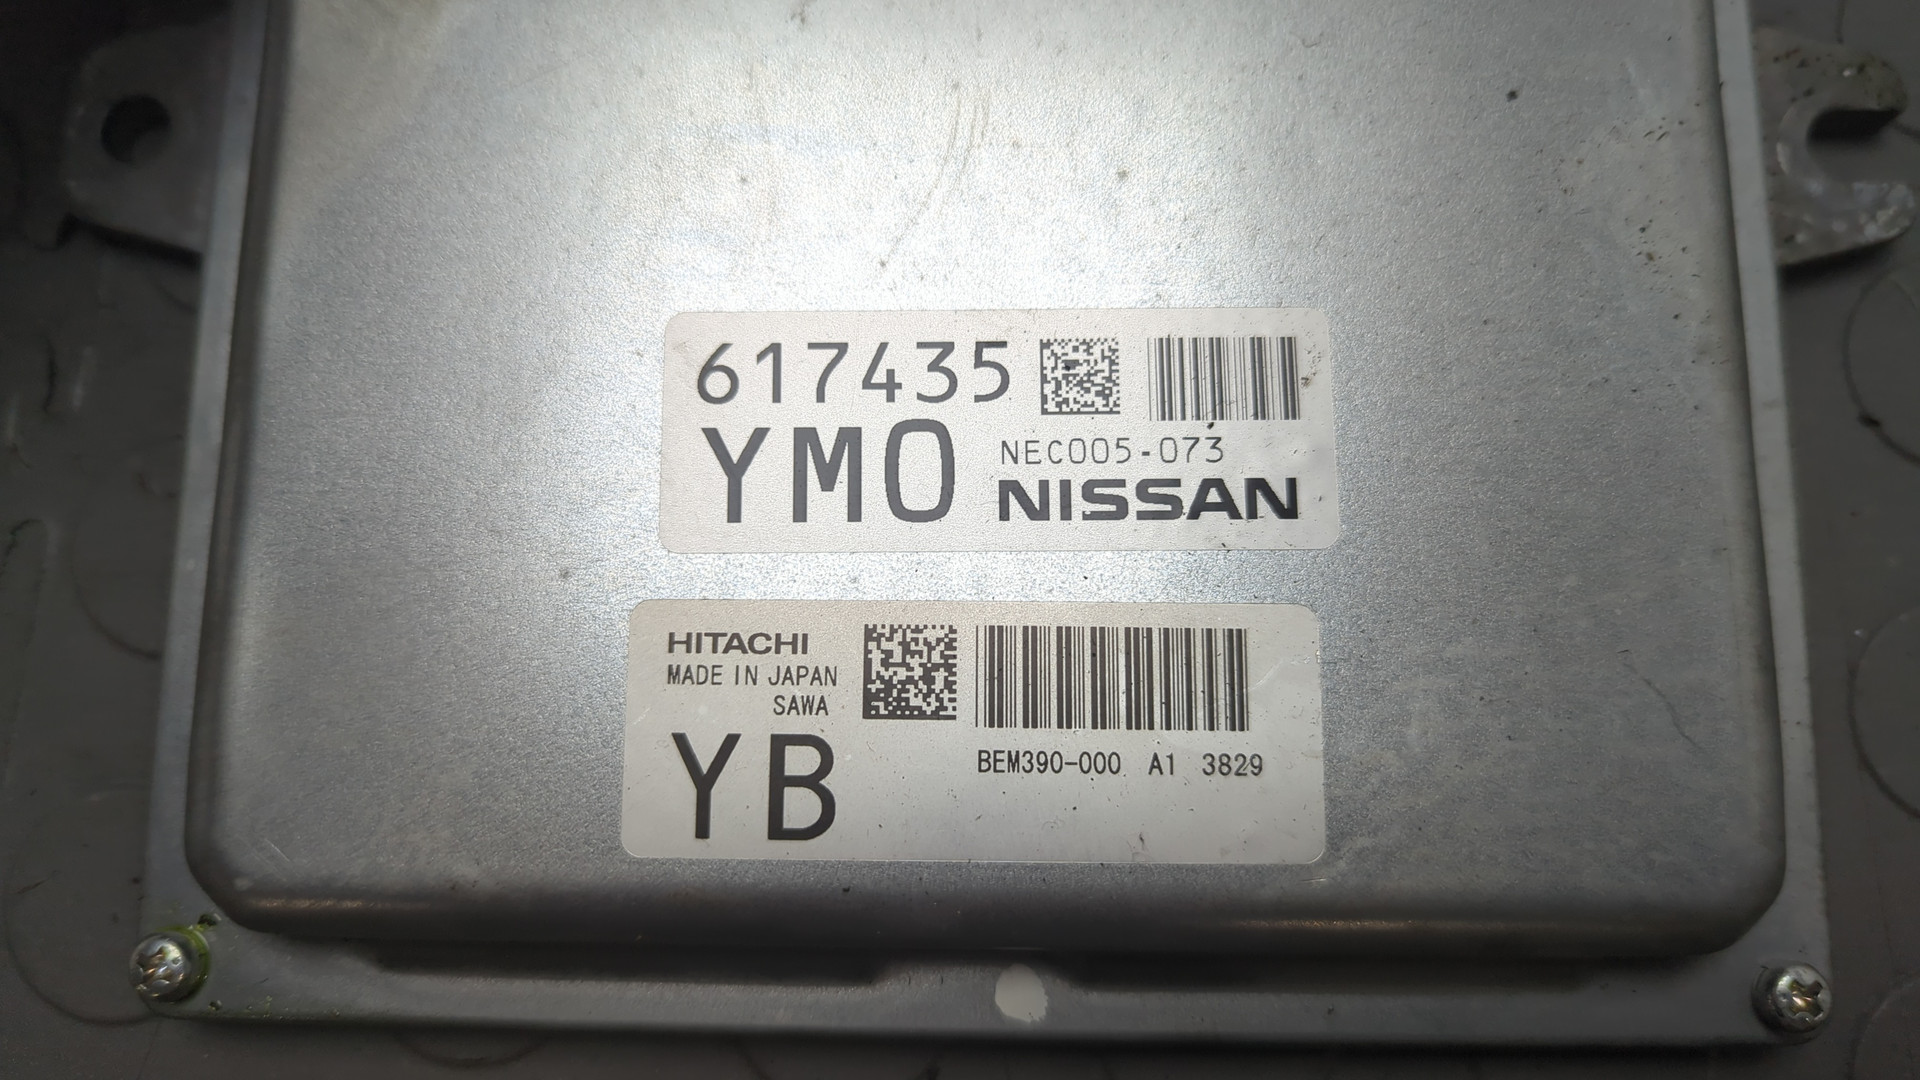 617435
YM0 NEC005-073
NISSAN
HITACHI
MADE IN JAPAN
SAWA
YB BEM390-000 A1 3829